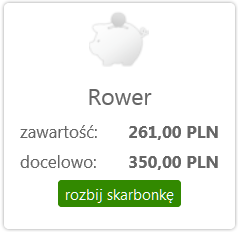 Rower
zawartość: 261,00 PLN
docelowo: 350,00 PLN
rozbij skarbonkę